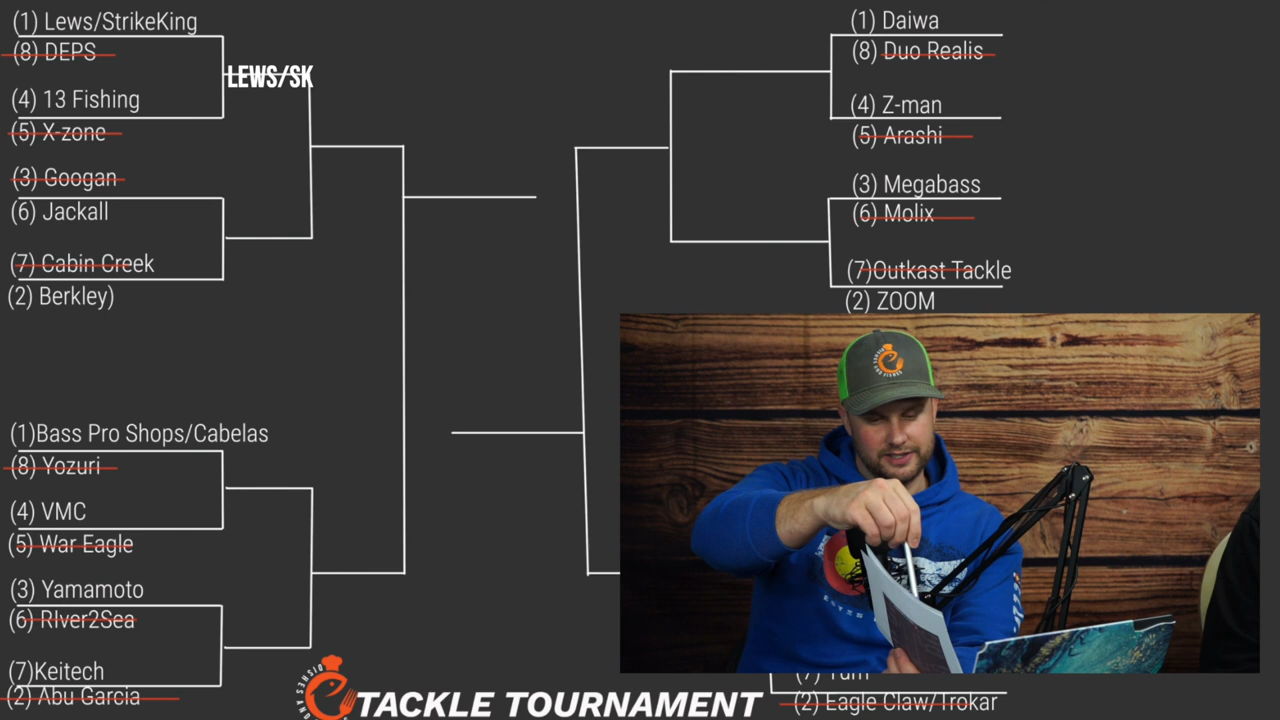 (1) Lews/StrikeKing
(8) DEPS
LEWS/SK
(4) 13 Fishing
(5) X-zone
(3) Googan
(6) Jackall
(7) Cabin Creek
(2) Berkley)
(1)Bass Pro Shops/Cabelas
(8) Yozuri
(4) VMC
(5) War Eagle
(3) Yamamoto
(6) RIver2Sea
(7)Keitech
(2) Abu Garcia
(1) Daiwa
(8) Duo Realis
(4) Z-man
(5) Arashi
(3) Megabass
(6) Molix
(7)Outkast Tackle
(2) ZOOM
(2) Eagle Claw/Trokar
TACKLE TOURNAMENT